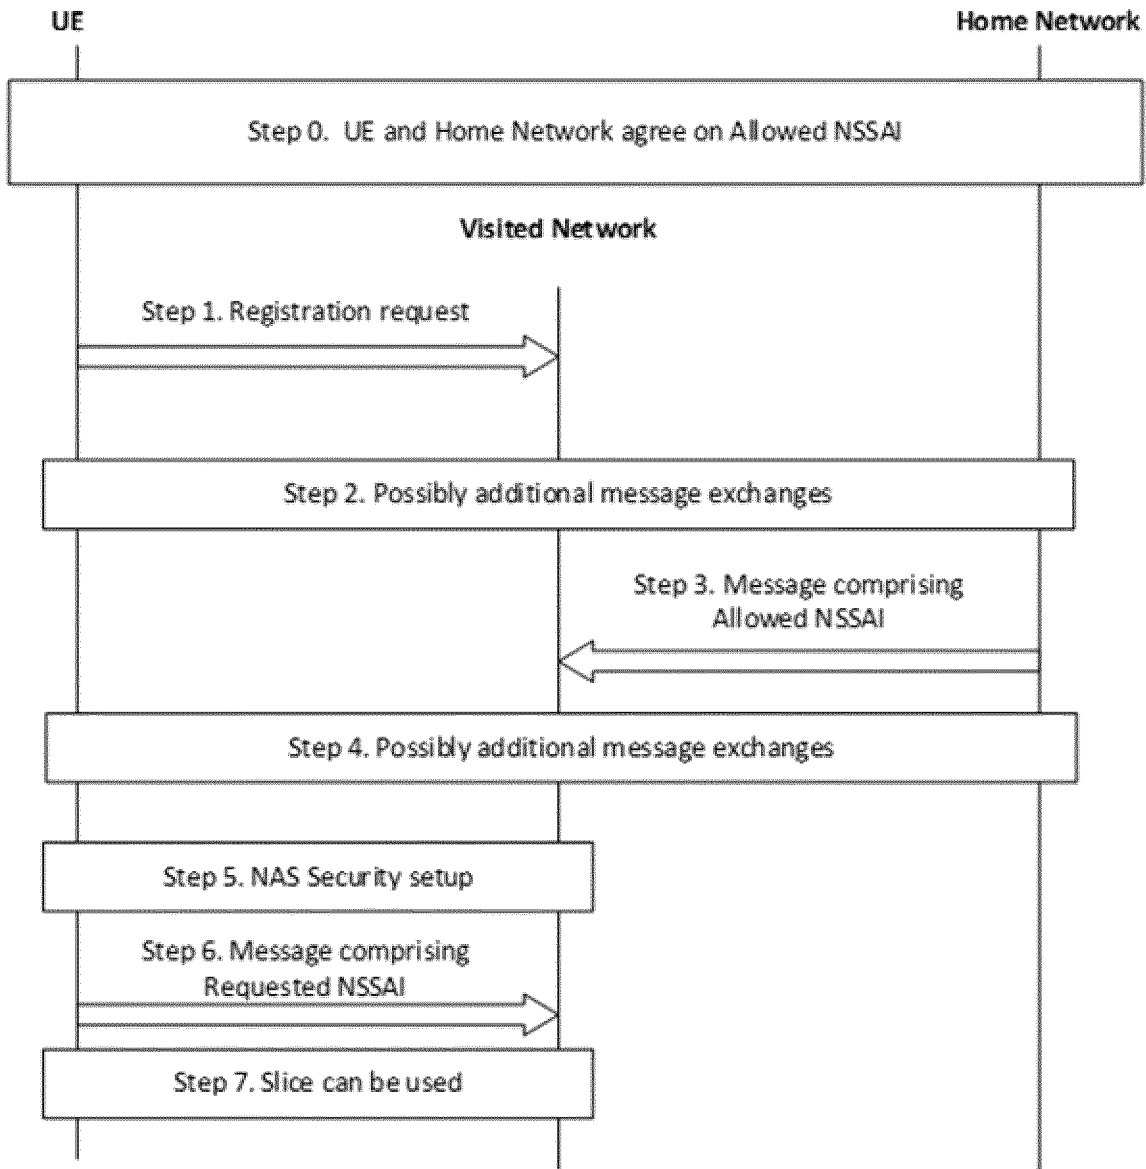 UE
Home Network
Step 0. UE and Home Network agree on Allowed NSSAI
Visited Network
Step 1. Registration request
Step 2. Possibly additional message exchanges
Step 3. Message comprising
Allowed NSSAI
Step 4. Possibly additional message exchanges
Step 5. NAS Security setup
Step 6. Message comprising
Requested NSSAI
Step 7. Slice can be used